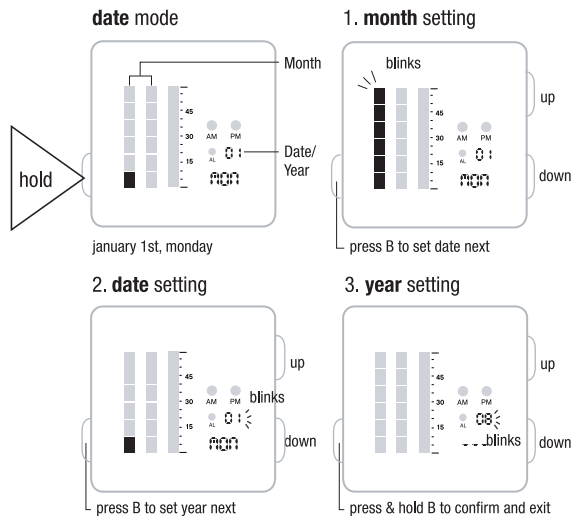 date mode
Month
45
AM PM
30
AL 01
Date/
Year
15
MON
hold
january 1st, monday
1. month setting
blinks
up
45
AM PM
30
AL 01
15
MON
down
press B to set date next
2. date setting
up
45
AM PM
30
blinks
AL 01
15
MON
down
press B to set year next
3. year setting
up
45
AM PM
30
AL 08
15
blinks
down
press & hold B to confirm and exit